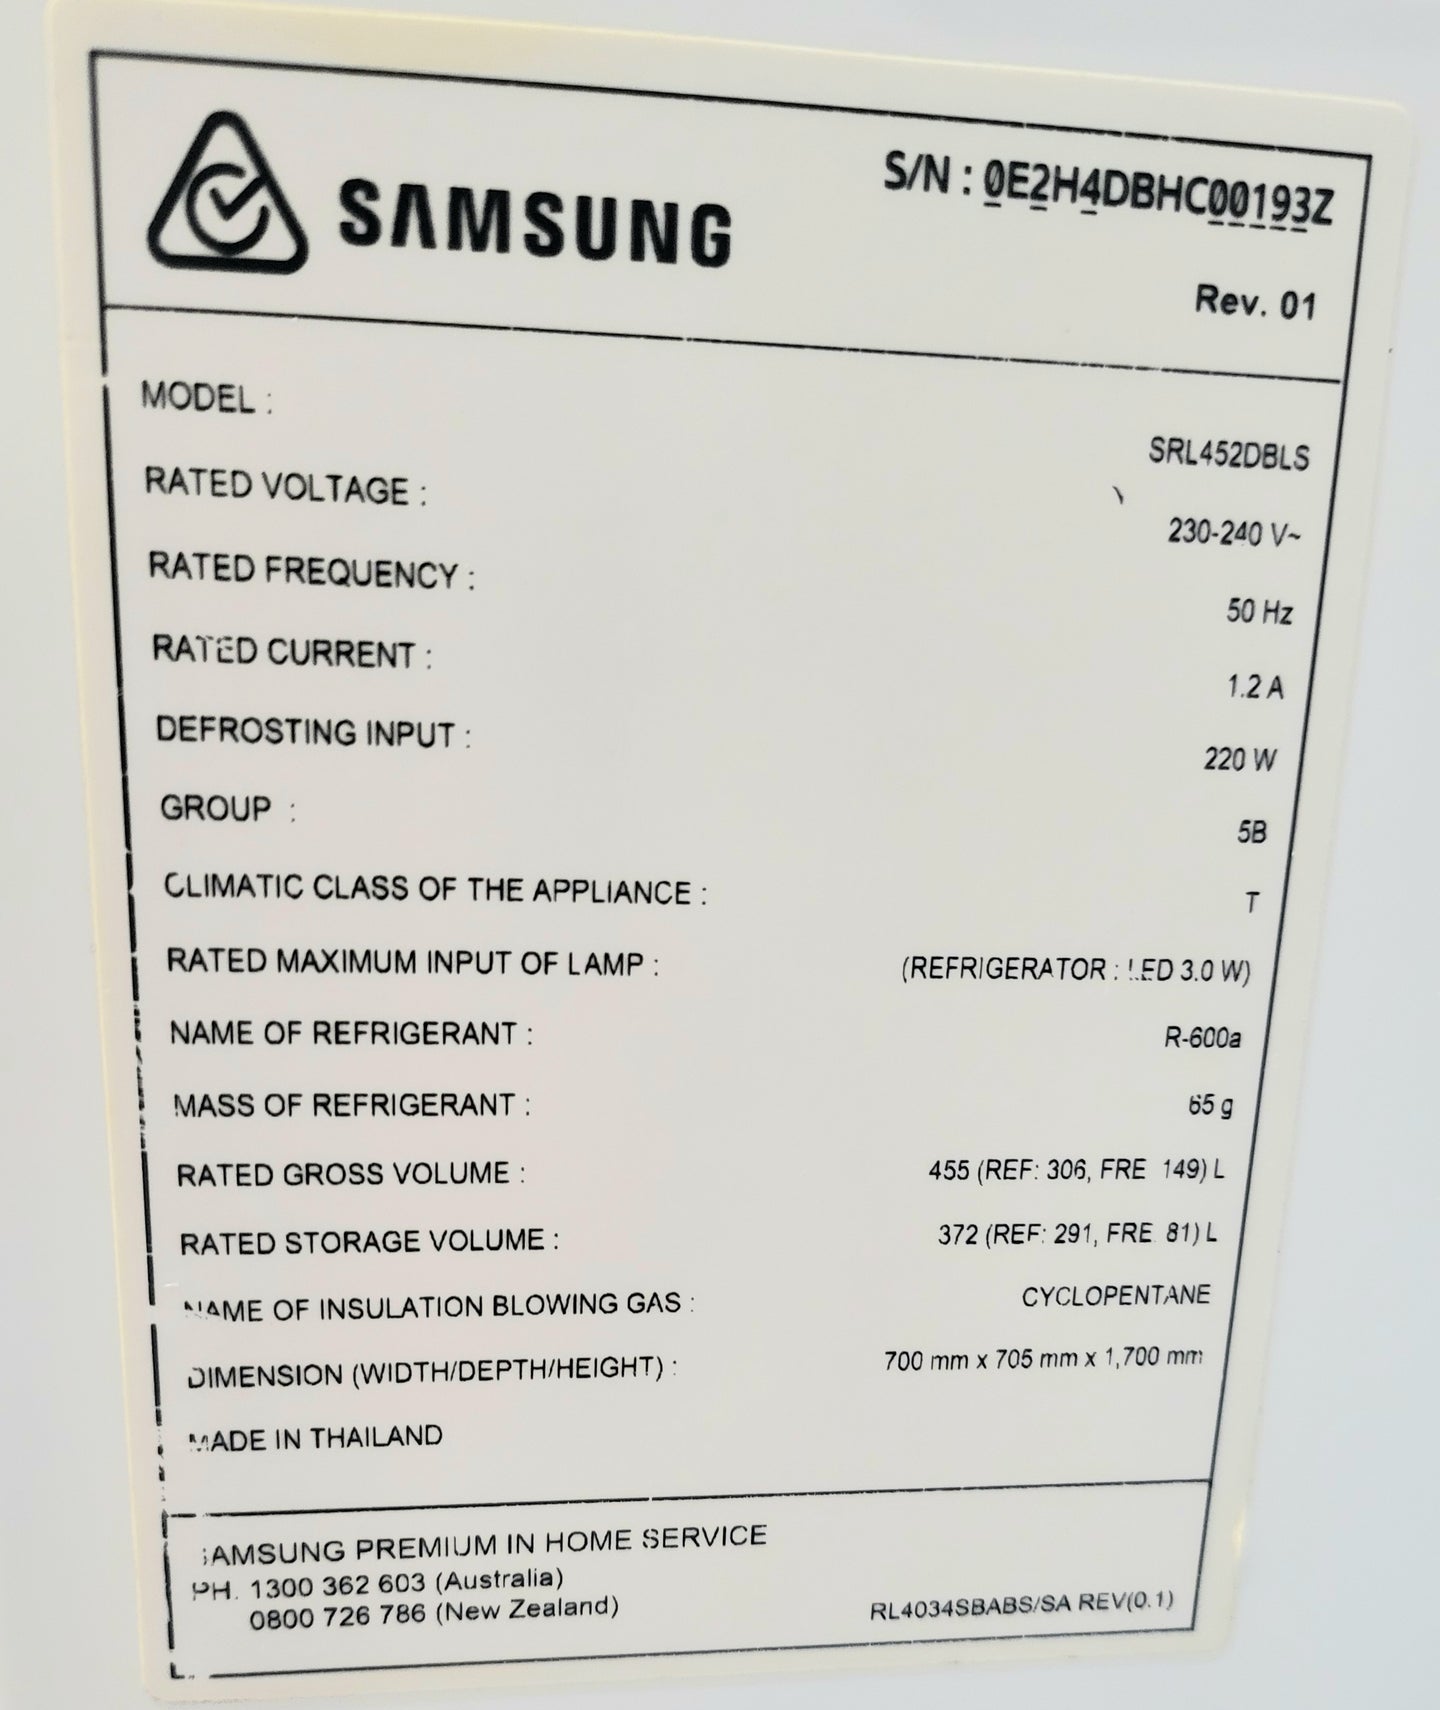 SAMSUNG
S/N : 0E2H4DBHC00193Z
Rev. 01
MODEL : SRL452DBLS
RATED VOLTAGE : 230-240 V~
RATED FREQUENCY : 50 Hz
RATED CURRENT : 1.2 A
DEFROSTING INPUT : 220 W
GROUP : 5B
CLIMATIC CLASS OF THE APPLIANCE : T
RATED MAXIMUM INPUT OF LAMP : (REFRIGERATOR : LED 3.0 W)
NAME OF REFRIGERANT : R-600a
MASS OF REFRIGERANT : 65 g
RATED GROSS VOLUME : 455 (REF: 306, FRE 149) L
RATED STORAGE VOLUME : 372 (REF: 291, FRE 81) L
NAME OF INSULATION BLOWING GAS : CYCLOPENTANE
DIMENSION (WIDTH/DEPTH/HEIGHT) : 700 mm x 705 mm x 1,700 mm
MADE IN THAILAND
SAMSUNG PREMIUM IN HOME SERVICE
PH. 1300 362 603 (Australia)
0800 726 786 (New Zealand)
RL4034SBABS/SA REV(0.1)